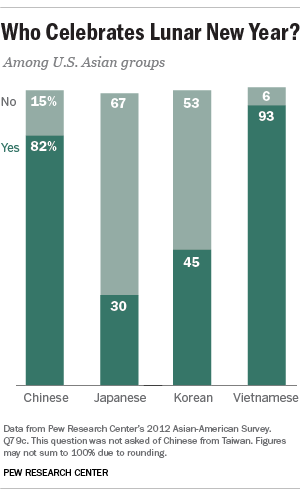 Who Celebrates Lunar New Year?
Among U.S. Asian groups
No 15% 67 53 6
Yes 82% 30 45 93
Chinese Japanese Korean Vietnamese
Data from Pew Research Center's 2012 Asian-American Survey.
Q79c. This question was not asked of Chinese from Taiwan. Figures
may not sum to 100% due to rounding.
PEW RESEARCH CENTER